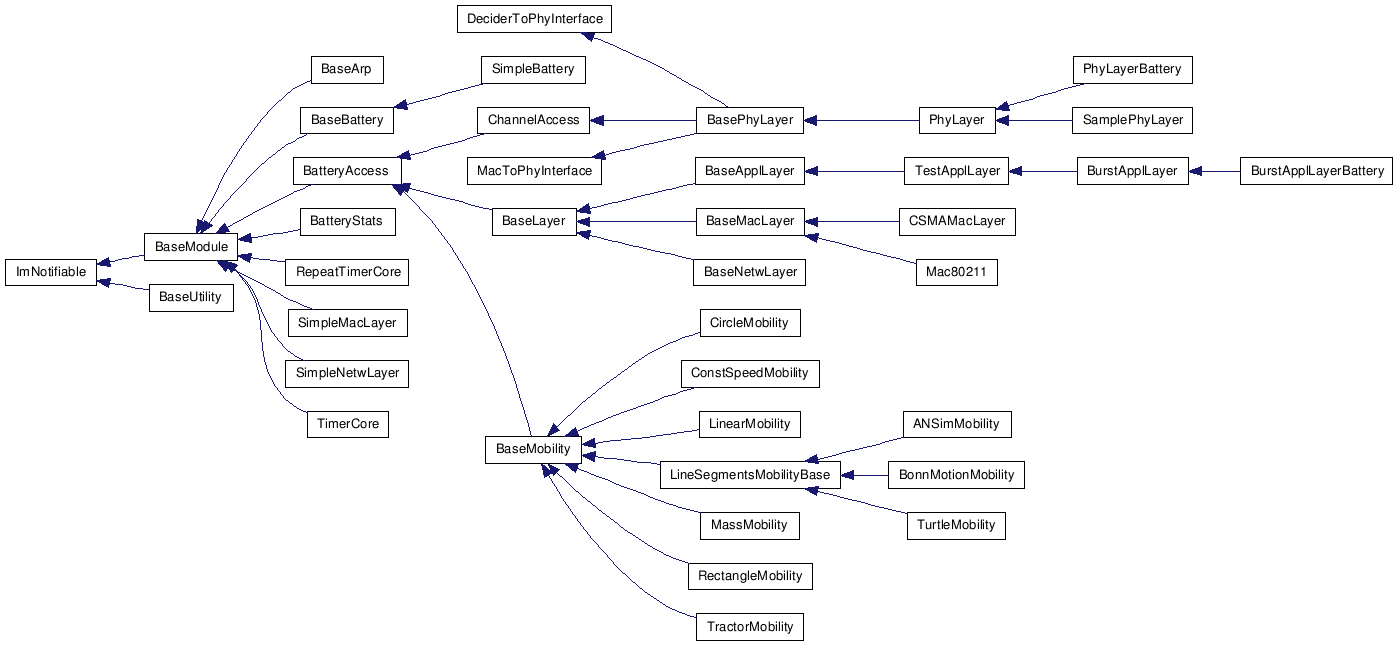 DeciderToPhyInterface
BaseArp
SimpleBattery
PhyLayerBattery
BaseBattery
ChannelAccess
BasePhyLayer
PhyLayer
SamplePhyLayer
BatteryAccess
MacToPhyInterface
BaseApplLayer
TestApplLayer
BurstApplLayer
BurstApplLayerBattery
BatteryStats
BaseLayer
BaseMacLayer
CSMAMacLayer
BaseModule
ImNotifiable
RepeatTimerCore
BaseNetwLayer
Mac80211
BaseUtility
SimpleMacLayer
CircleMobility
SimpleNetwLayer
ConstSpeedMobility
TimerCore
LinearMobility
ANSimMobility
BaseMobility
LineSegmentsMobilityBase
BonnMotionMobility
MassMobility
TurtleMobility
RectangleMobility
TractorMobility